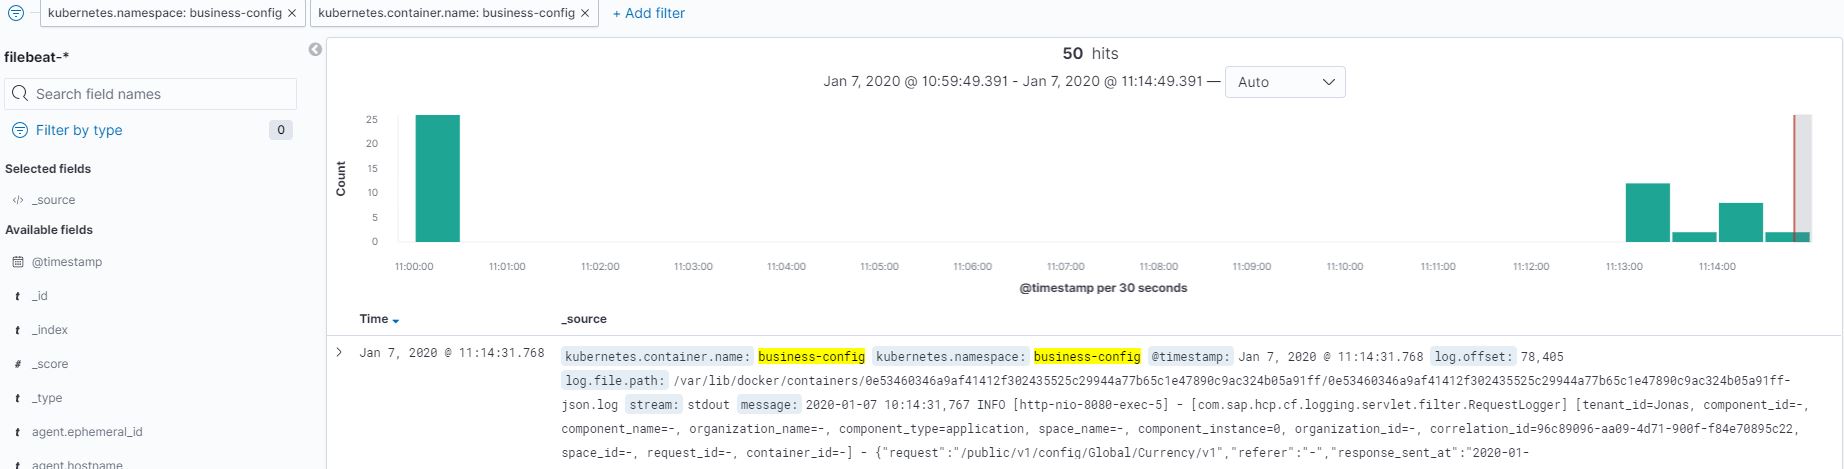 kubernetes.namespace: business-config × kubernetes.container.name: business-config × + Add filter
filebeat-*
Search field names
Filter by type 0
Selected fields
</> _source
Available fields
@timestamp
t _id
t _index
# _score
t _type
t agent.ephemeral_id
t agent.hostname
50 hits
Jan 7, 2020 @ 10:59:49.391 - Jan 7, 2020 @ 11:14:49.391 — Auto
Count
25
20
15
10
5
0
11:00:00 11:01:00 11:02:00 11:03:00 11:04:00 11:05:00 11:06:00 11:07:00 11:08:00 11:09:00 11:10:00 11:11:00 11:12:00 11:13:00 11:14:00
@timestamp per 30 seconds
Time _source
Jan 7, 2020 @ 11:14:31.768 kubernetes.container.name: business-config kubernetes.namespace: business-config @timestamp: Jan 7, 2020 @ 11:14:31.768 log.offset: 78,405
log.file.path: /var/lib/docker/containers/0e53460346a9af41412f302435525c29944a77b65c1e47890c9ac324b05a91ff/0e53460346a9af41412f302435525c29944a77b65c1e47890c9ac324b05a91ff-
json.log stream: stdout message: 2020-01-07 10:14:31,767 INFO [http-nio-8080-exec-5] - [com.sap.hcp.cf.logging.servlet.filter.RequestLogger] [tenant_id=Jonas, component_id=-,
component_name=-, organization_name=-, component_type=application, space_name=-, component_instance=0, organization_id=-, correlation_id=96c89096-aa09-4d71-900f-f84e70895c22,
space_id=-, request_id=-, container_id=-] - {"request":"/public/v1/config/Global/Currency/v1","referer":"-","response_sent_at":"2020-01-